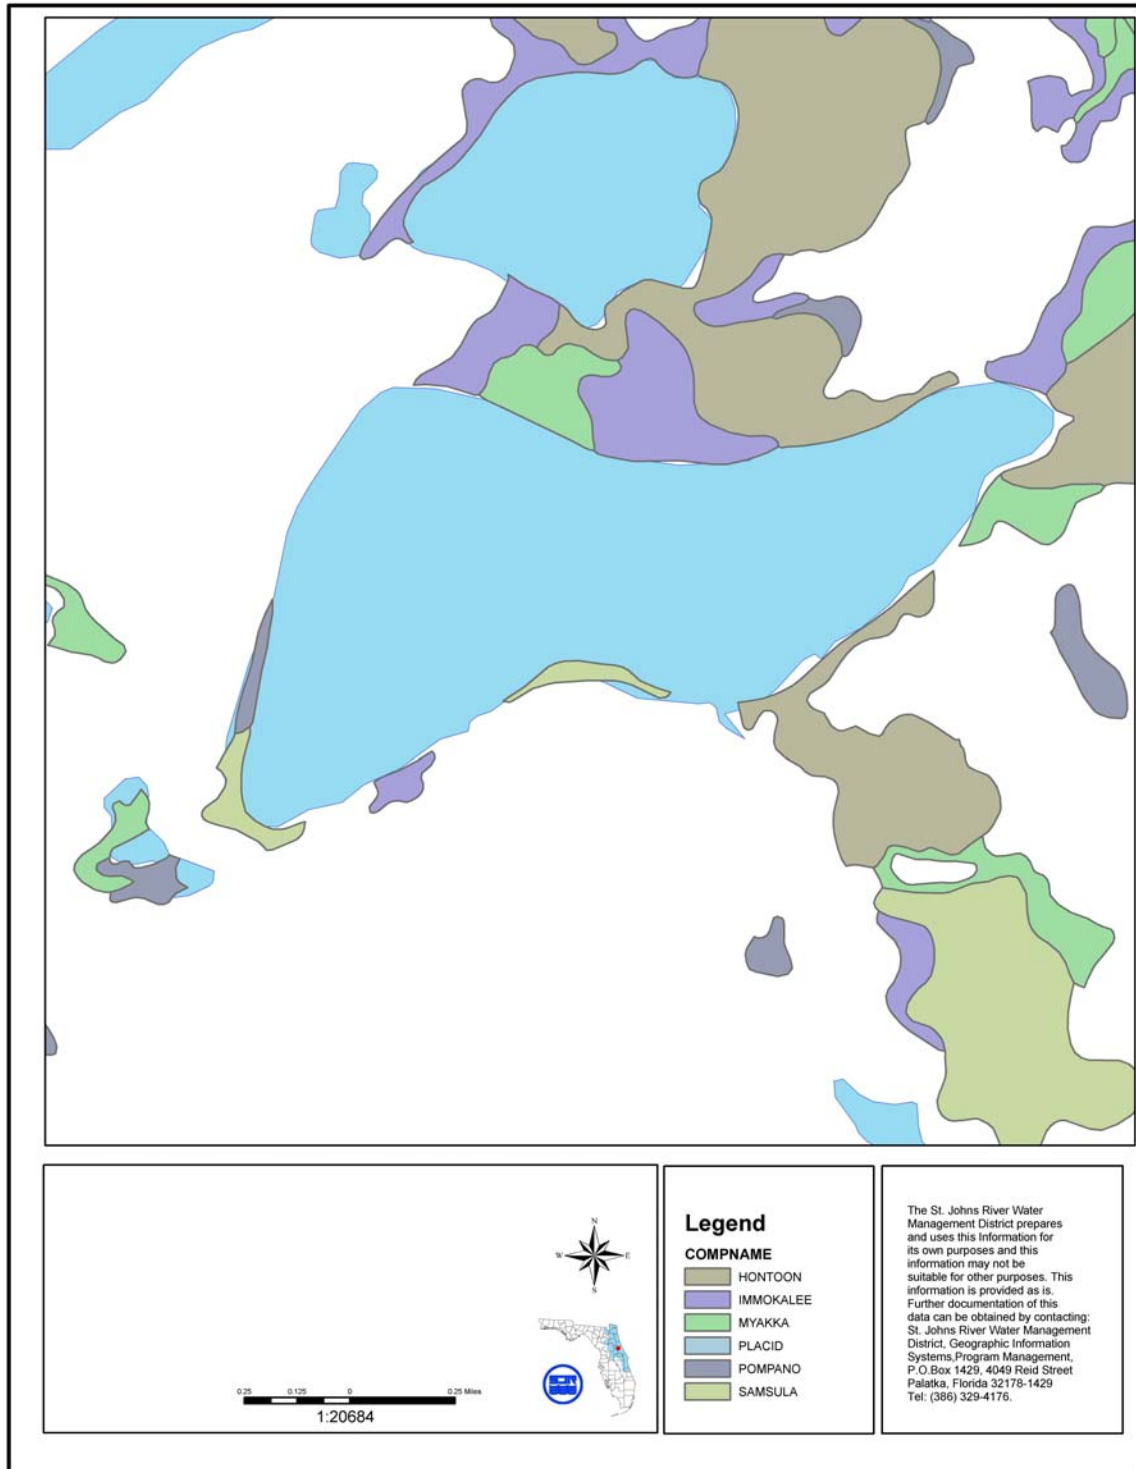 N
W
E
S
0.25
0.125
0
0.25 Miles
1:20684
Legend
COMPNAME
HONTOON
IMMOKALEE
MYAKKA
PLACID
POMPANO
SAMSULA
The St. Johns River Water
Management District prepares
and uses this Information for
its own purposes and this
information may not be
suitable for other purposes. This
information is provided as is.
Further documentation of this
data can be obtained by contacting:
St. Johns River Water Management
District, Geographic Information
Systems,Program Management,
P.O.Box 1429, 4049 Reid Street
Palatka, Florida 32178-1429
Tel: (386) 329-4176.